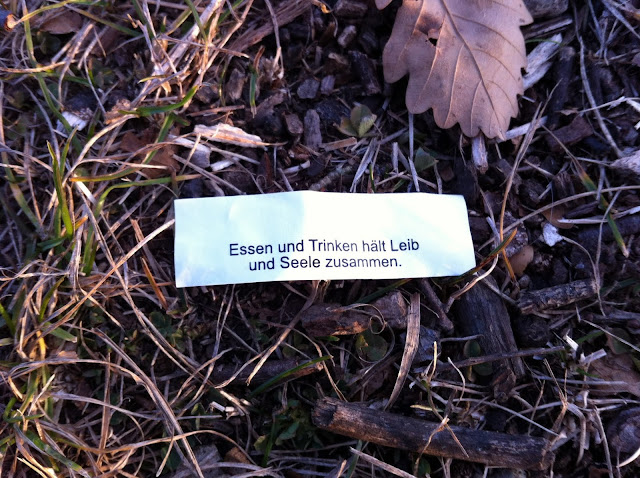 Essen und Trinken hält Leib
und Seele zusammen.